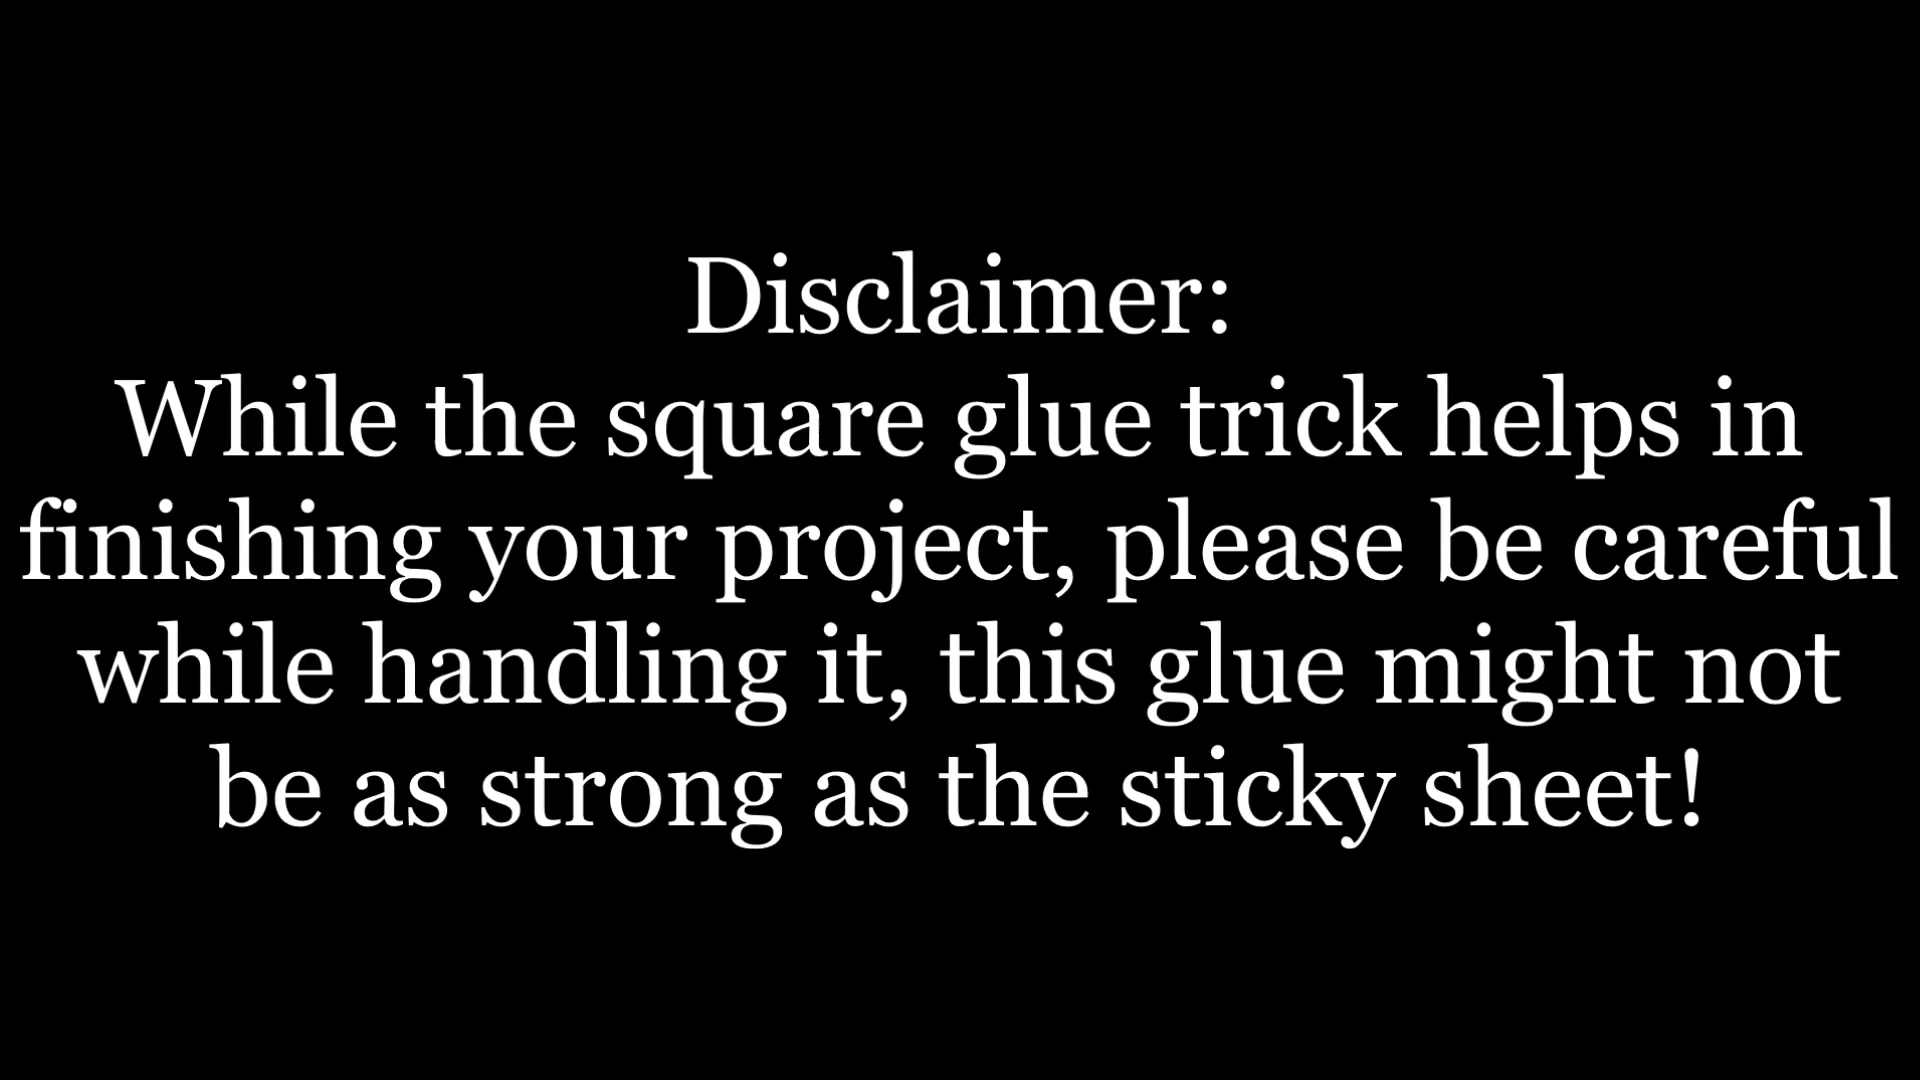 Disclaimer:
While the square glue trick helps in
finishing your project, please be careful
while handling it, this glue might not
be as strong as the sticky sheet!